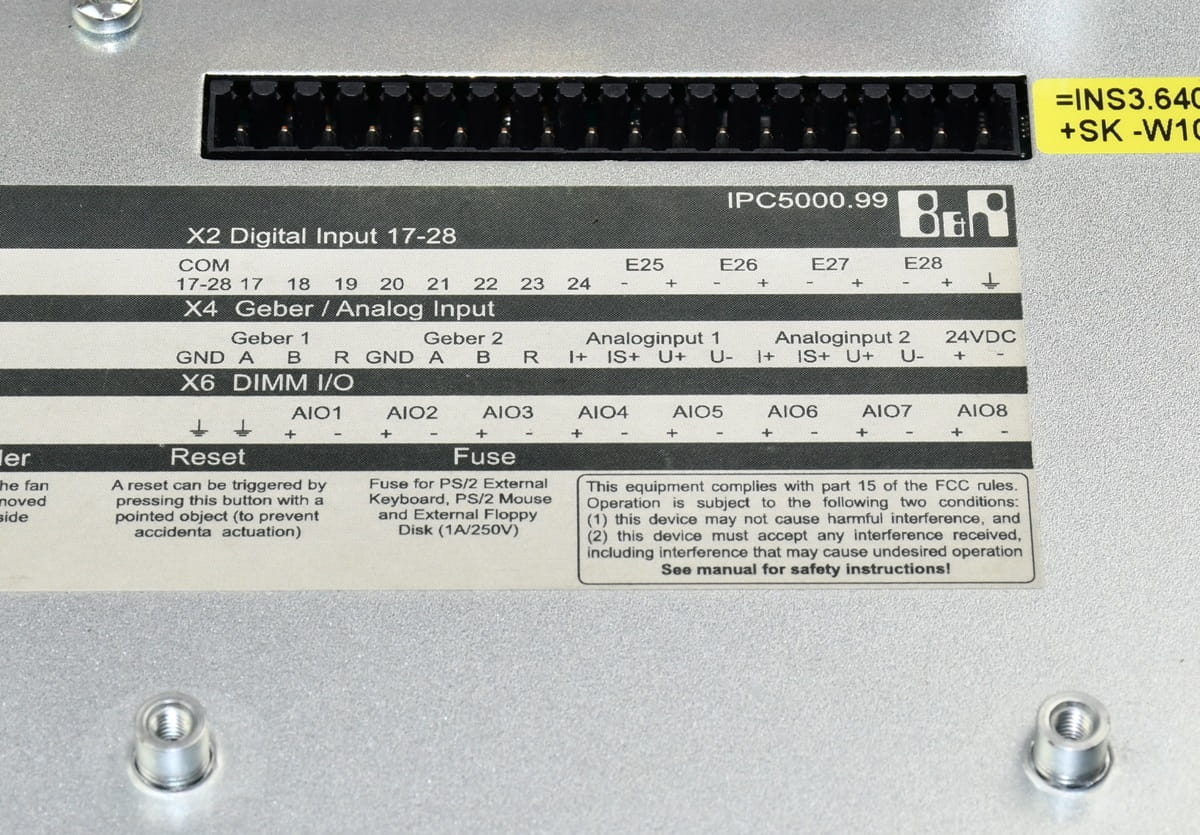 =INS3.640
+SK -W10
IPC5000.99 B&R
X2 Digital Input 17-28
COM E25 E26 E27 E28
17-28 17 18 19 20 21 22 23 24 - + - + - + - +
X4 Geber / Analog Input
Geber 1 Geber 2 Analoginput 1 Analoginput 2 24VDC
GND A B R GND A B R I+ IS+ U+ U- I+ IS+ U+ U- + -
X6 DIMM I/O
AIO1 AIO2 AIO3 AIO4 AIO5 AIO6 AIO7 AIO8
+ - + - + - + - + - + - + - + -
Reset Fuse
A reset can be triggered by
pressing this button with a
pointed object (to prevent
accidenta actuation)
Fuse for PS/2 External
Keyboard, PS/2 Mouse
and External Floppy
Disk (1A/250V)
This equipment complies with part 15 of the FCC rules.
Operation is subject to the following two conditions:
(1) this device may not cause harmful interference, and
(2) this device must accept any interference received,
including interference that may cause undesired operation
See manual for safety instructions!
fan
side